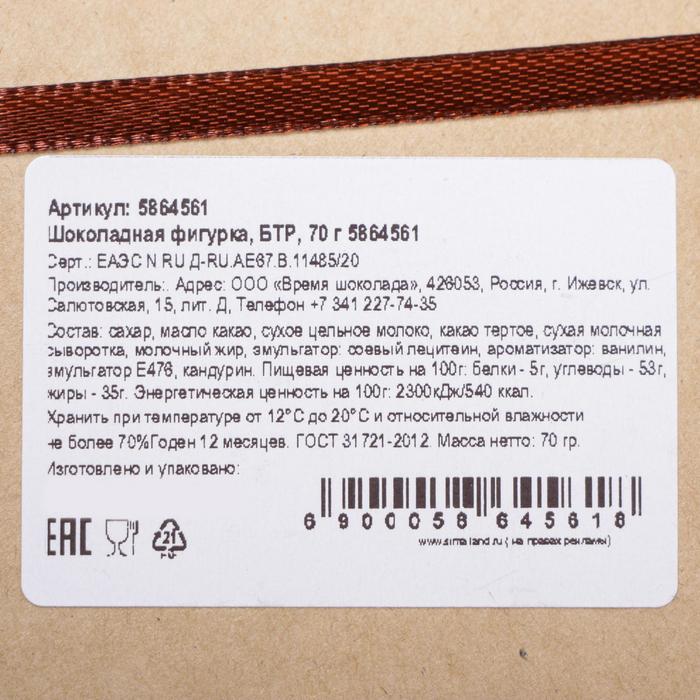 Артикул: 5864561
Шоколадная фигурка, БТР, 70 г 5864561
Серт.: ЕАЭС N RU Д-RU.АЕ67.В.11485/20
Производитель:. Адрес: ООО «Время шоколада», 426053, Россия, г. Ижевск, ул.
Салютовская, 15, лит. Д, Телефон +7 341 227-74-35
Состав: сахар, масло какао, сухое цельное молоко, какао тертое, сухая молочная
сыворотка, молочный жир, эмульгатор: соевый лецитеин, ароматизатор: ванилин,
эмульгатор Е476, кандурин. Пищевая ценность на 100г: белки - 5г, углеводы - 53г,
жиры - 35г. Энергетическая ценность на 100г: 2300кДж/540 ккал.
Хранить при температуре от 12°С до 20°С и относительной влажности
не более 70%Годен 12 месяцев. ГОСТ 31721-2012. Масса нетто: 70 гр.
Изготовлено и упаковано:
6 900058 645618
www.sima-land.ru ( на правах рекламы)
EAC
21
PAP